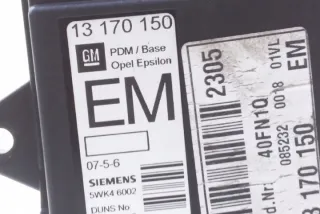 13 170 150
GM
PDM / Base
Opel Epsilon
EM
07-5-6
SIEMENS
5WK4 6002
DUNS No
2305
40FN1Q
085232 0018 01VL
EM
3 170 150